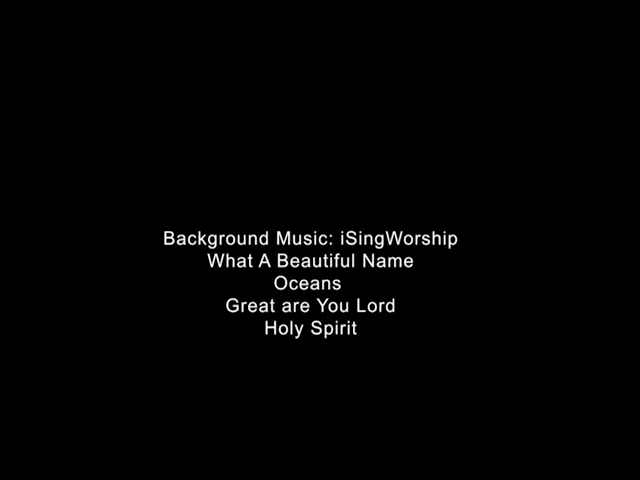 Background Music: iSingWorship
What A Beautiful Name
Oceans
Great are You Lord
Holy Spirit